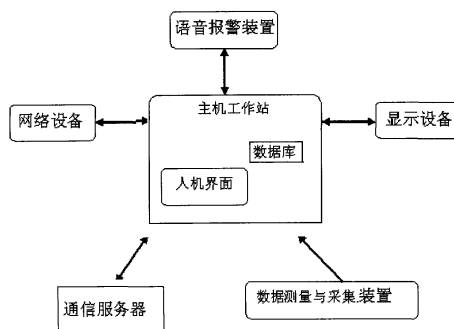 语音报警装置
主机工作站
网络设备
显示设备
数据库
人机界面
通信服务器
数据测量与采集装置